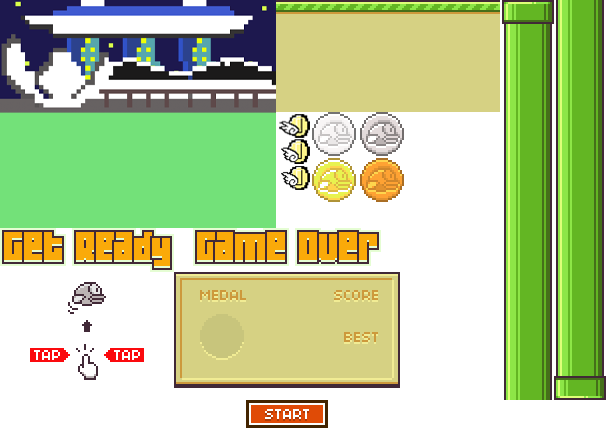 Get Ready Game Over
MEDAL SCORE
BEST
TAP TAP
START